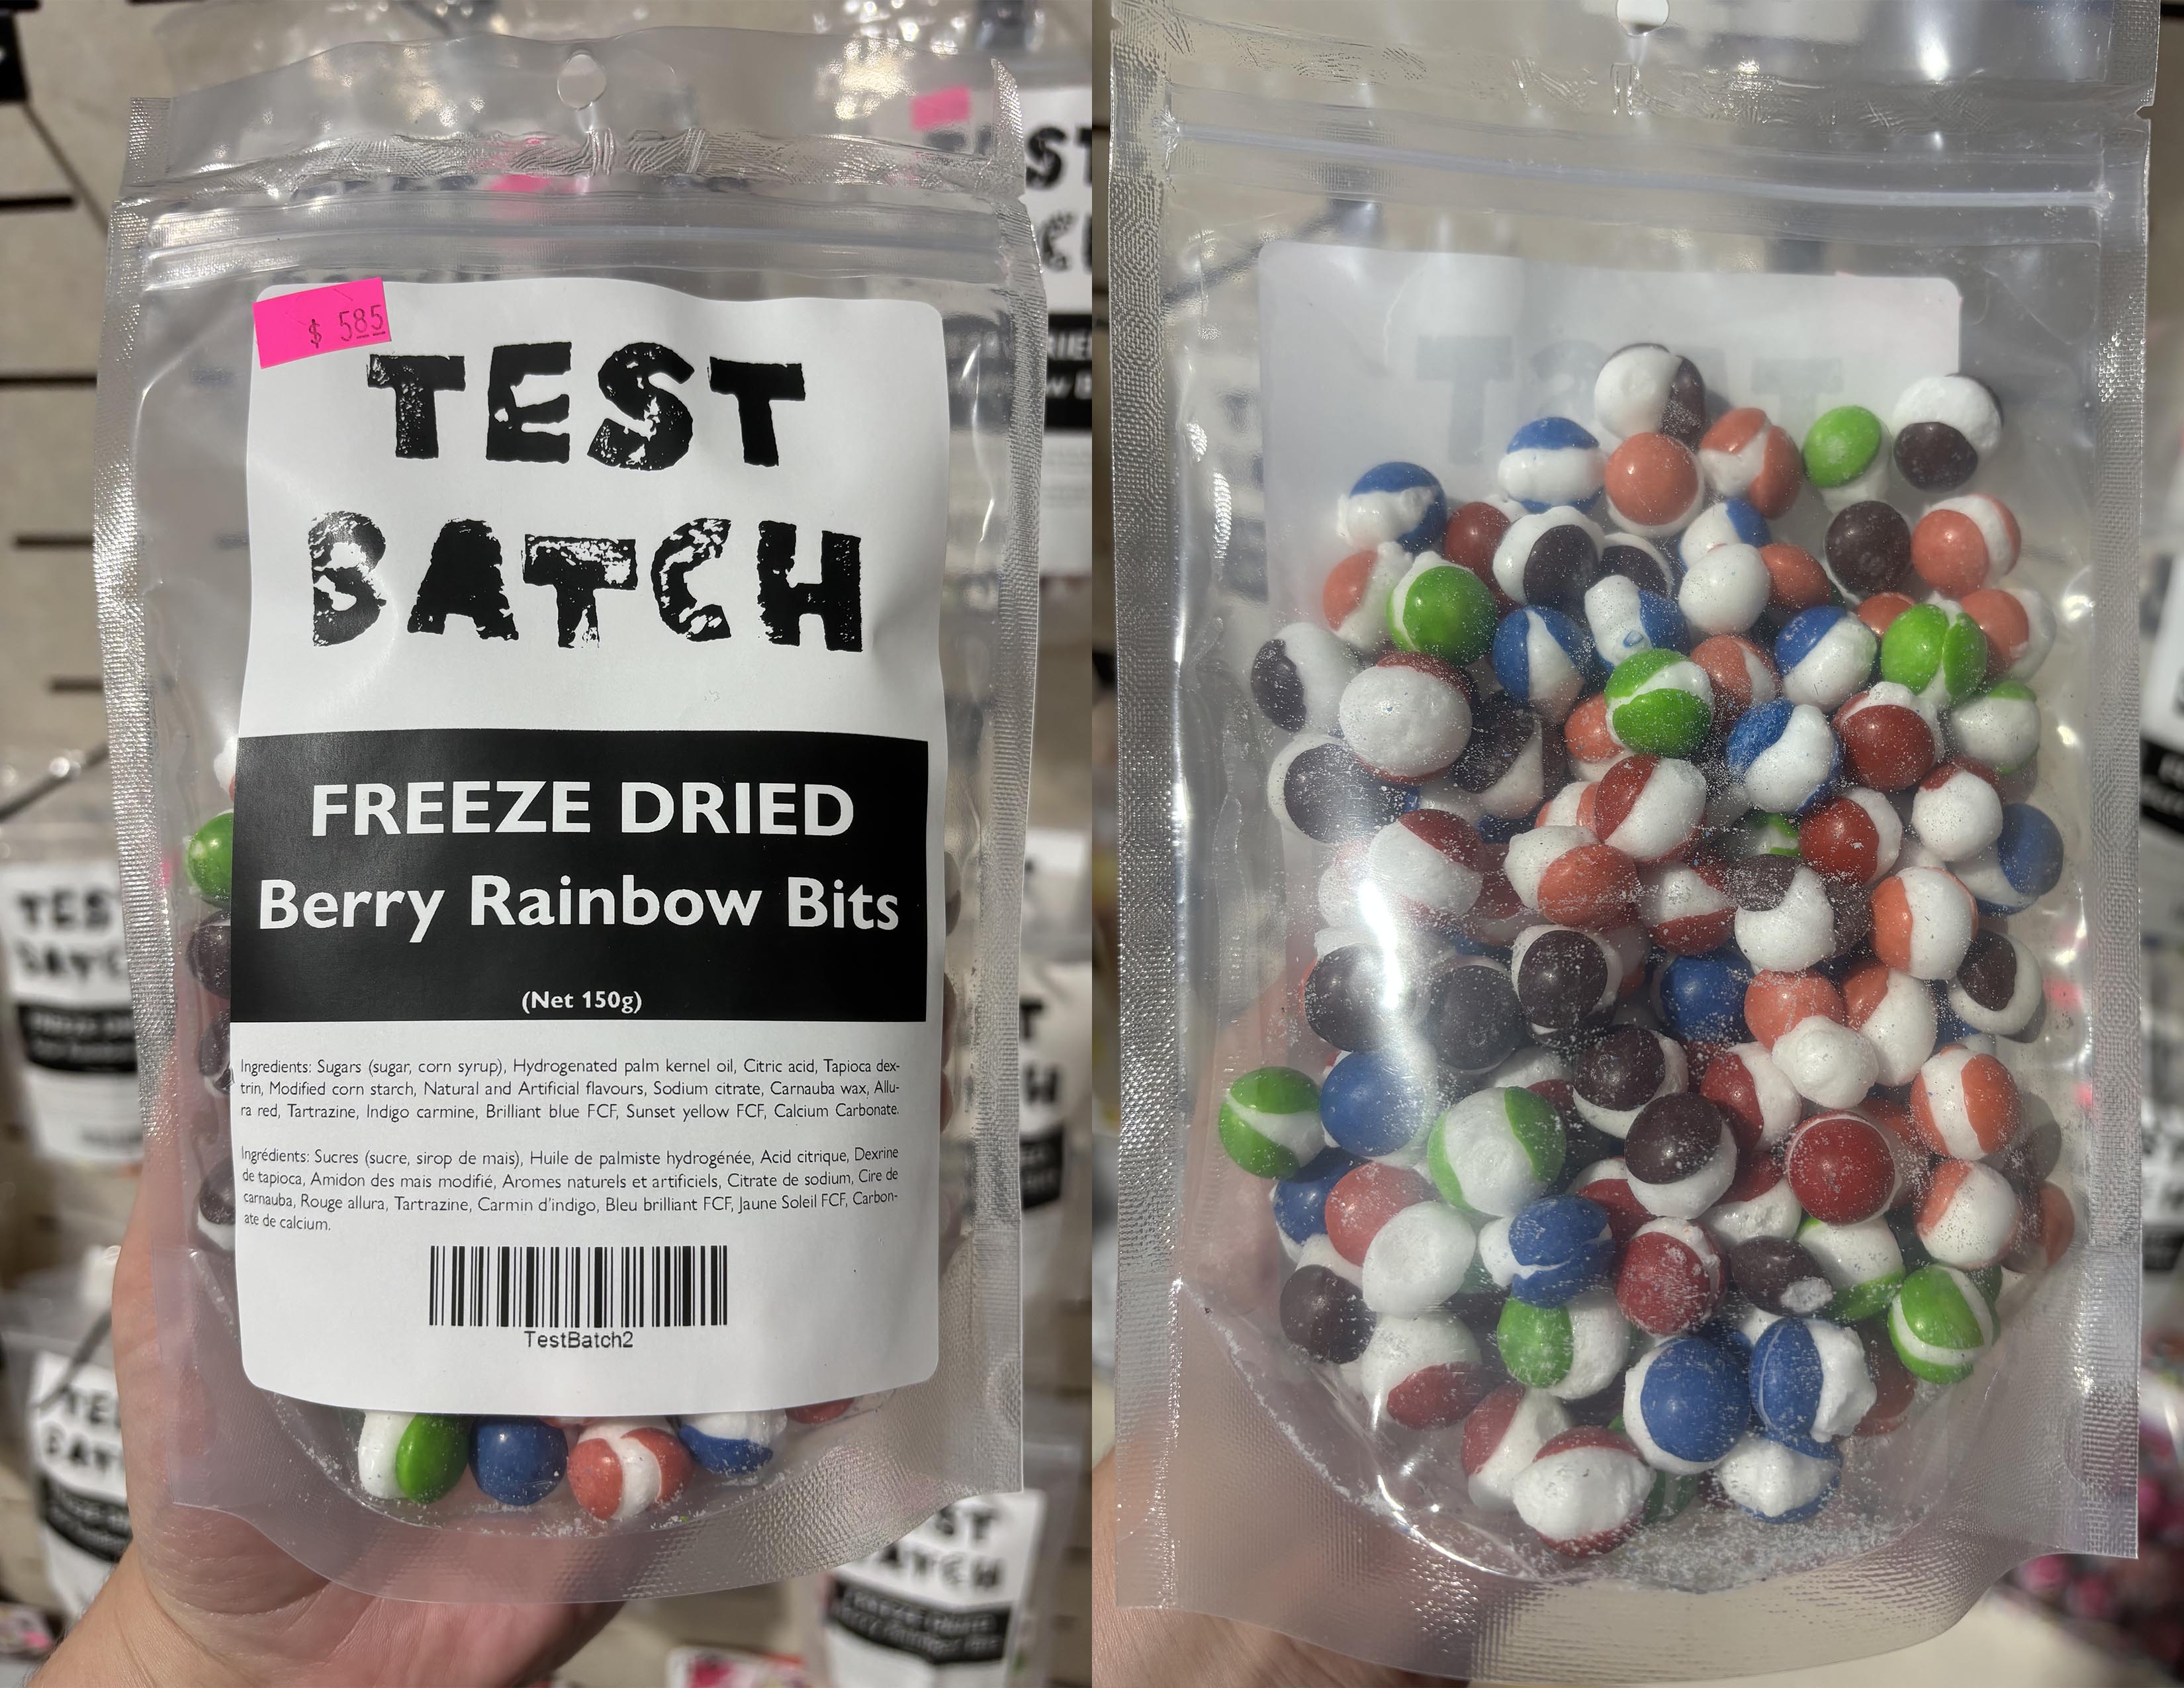 $ 585
TEST
BATCH
FREEZE DRIED
Berry Rainbow Bits
(Net 150g)
Ingredients: Sugars (sugar, corn syrup), Hydrogenated palm kernel oil, Citric acid, Tapioca dex-
trin, Modified corn starch, Natural and Artificial flavours, Sodium citrate, Carnauba wax, Allu-
ra red, Tartrazine, Indigo carmine, Brilliant blue FCF, Sunset yellow FCF, Calcium Carbonate.
Ingrédients: Sucres (sucre, sirop de mais), Huile de palmiste hydrogénée, Acid citrique, Dexrine
de tapioca, Amidon des mais modifié, Aromes naturels et artificiels, Citrate de sodium, Cire de
carnauba, Rouge allura, Tartrazine, Carmin d'indigo, Bleu brilliant FCF, Jaune Soleil FCF, Carbon-
ate de calcium.
TestBatch2